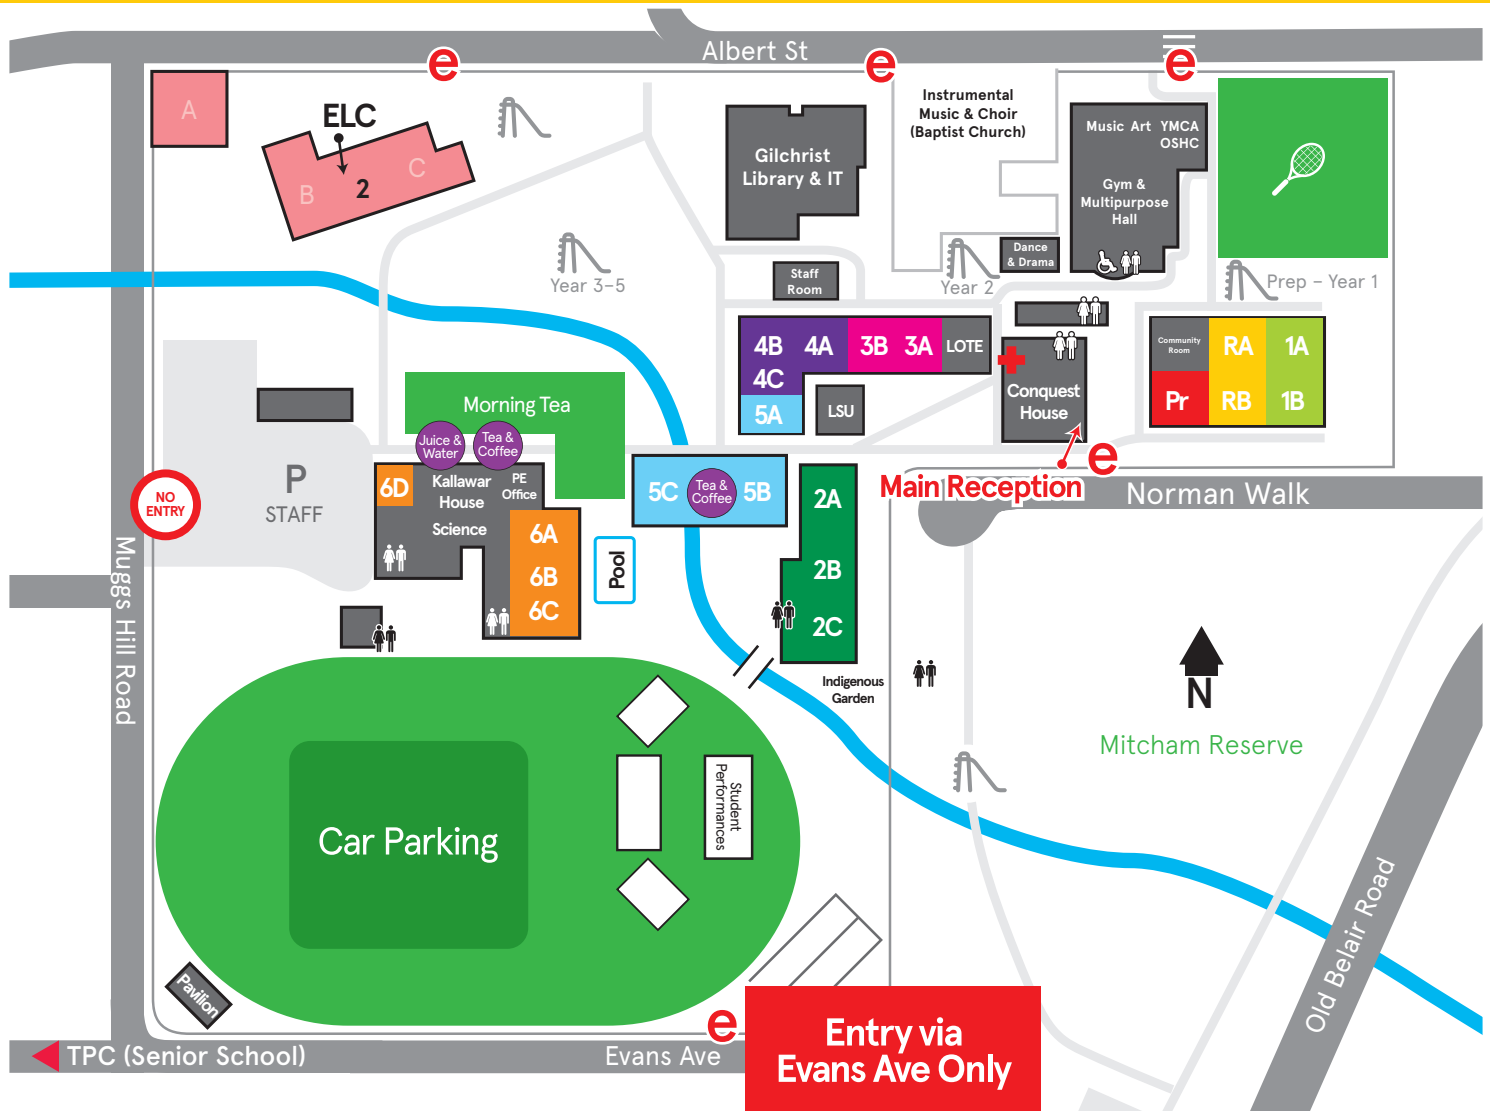 Albert St
e
e
e
A
ELC
B
2
C
Gilchrist
Library & IT
Instrumental
Music & Choir
(Baptist Church)
Music Art YMCA
OSHC
Gym &
Multipurpose
Hall
Dance
& Drama
Year 3-5
Staff
Room
Year 2
Prep - Year 1
4B 4A 3B 3A LOTE
4C
5A
LSU
Conquest
House
Community
Room
RA
1A
Pr
RB
1B
Morning Tea
Juice &
Water
Tea &
Coffee
P
STAFF
NO
ENTRY
6D
Kallawar
House
Science
PE
Office
6A
6B
6C
Pool
5C
Tea &
Coffee
5B
2A
2B
2C
e
Main Reception
Norman Walk
Muggs Hill Road
Indigenous
Garden
N
Mitcham Reserve
Car Parking
Student
Performances
Old Belair Road
Pavilion
e
TPC (Senior School)
Evans Ave
Entry via
Evans Ave Only